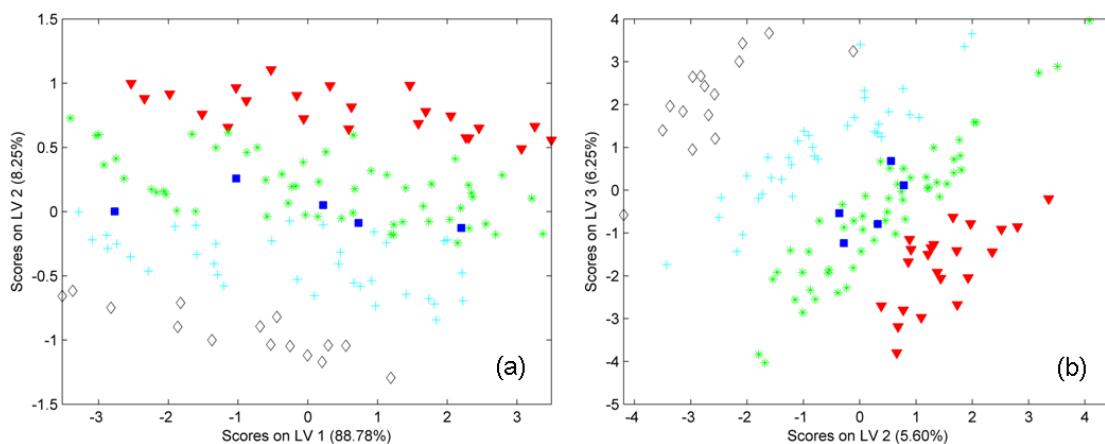 1.5
1
0.5
0
-0.5
-1
-1.5
Scores on LV 2 (8.25%)
-3 -2 -1 0 1 2 3
Scores on LV 1 (88.78%)
(a)
4
3
2
1
0
-1
-2
-3
-4
-5
Scores on LV 3 (6.25%)
-4 -3 -2 -1 0 1 2 3 4
Scores on LV 2 (5.60%)
(b)